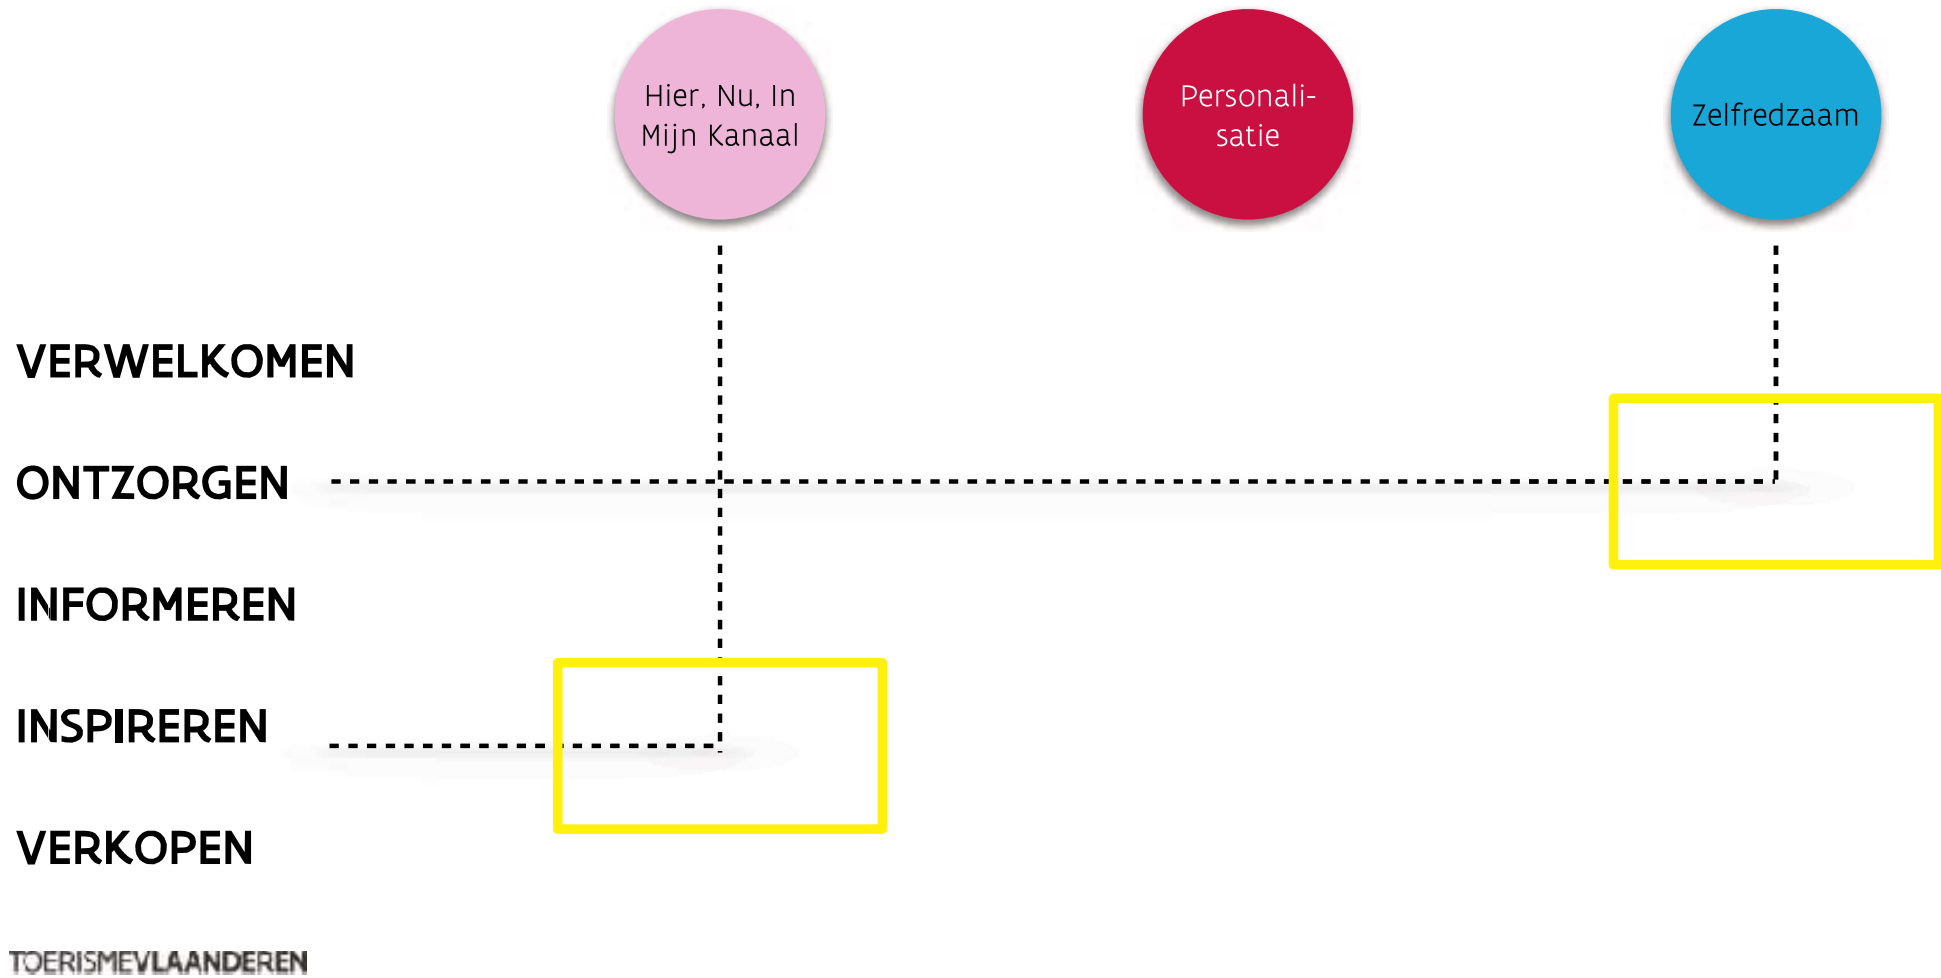 Hier, Nu, In
Mijn Kanaal
Personali-
satie
Zelfredzaam
VERWELKOMEN
ONTZORGEN
INFORMEREN
INSPIREREN
VERKOPEN
TOERISMEVLAANDEREN